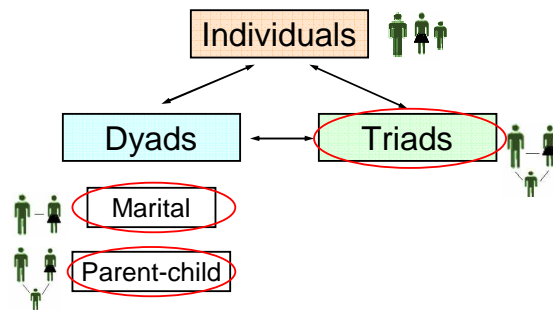 Individuals
Dyads
Triads
Marital
Parent-child